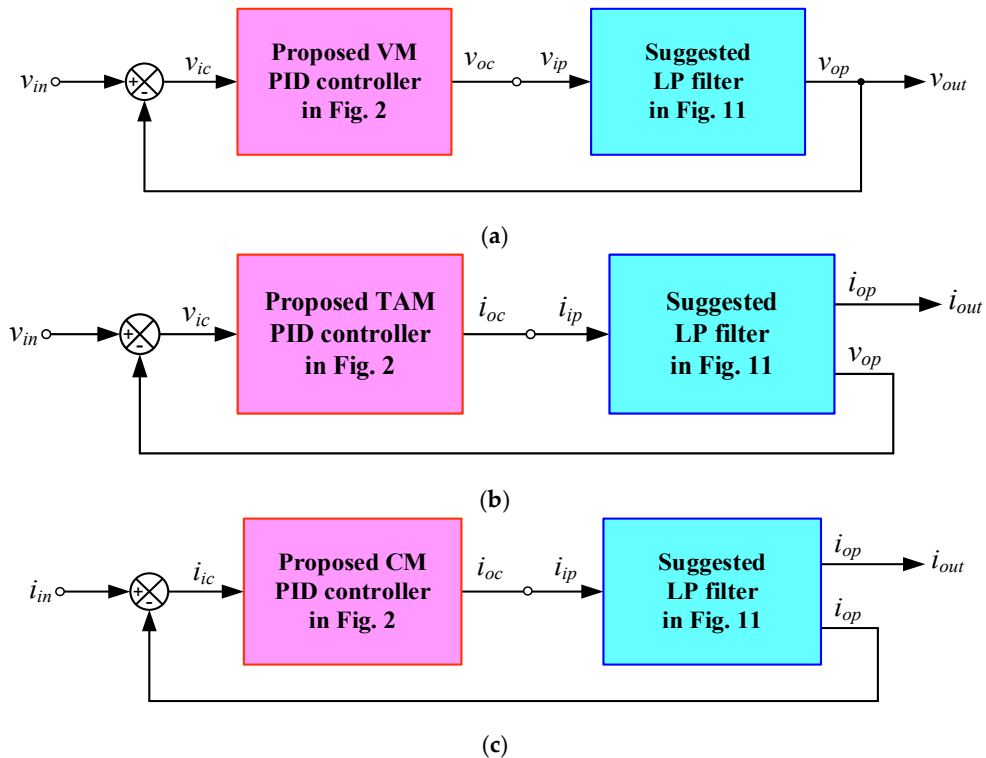 Proposed VM
PID controller
in Fig. 2
Suggested
LP filter
in Fig. 11
v_in
+
-
v_ic
v_oc
v_ip
v_op
v_out
(a)
Proposed TAM
PID controller
in Fig. 2
Suggested
LP filter
in Fig. 11
v_in
+
-
v_ic
i_oc
i_ip
i_op
i_out
v_op
(b)
Proposed CM
PID controller
in Fig. 2
Suggested
LP filter
in Fig. 11
i_in
+
-
i_ic
i_oc
i_ip
i_op
i_out
i_op
(c)